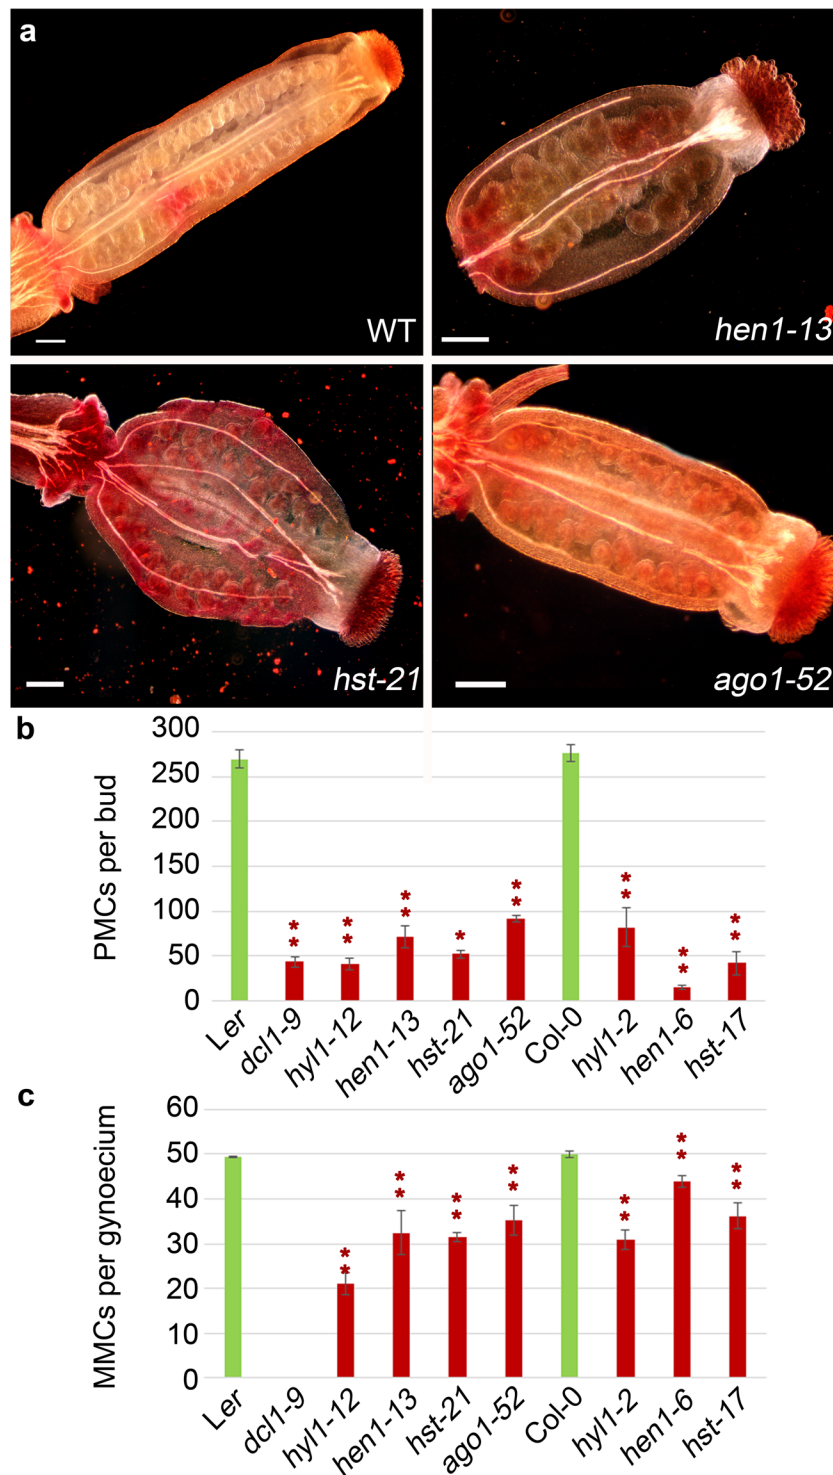 a
WT
hen1-13
hst-21
ago1-52
b
PMCs per bud
300
250
200
150
100
50
0
** ** ** * ** ** ** **
Ler dcl1-9 hyl1-12 hen1-13 hst-21 ago1-52 Col-0 hyl1-2 hen1-6 hst-17
c
MMCs per gynoecium
60
50
40
30
20
10
0
** ** ** ** ** ** **
Ler dcl1-9 hyl1-12 hen1-13 hst-21 ago1-52 Col-0 hyl1-2 hen1-6 hst-17